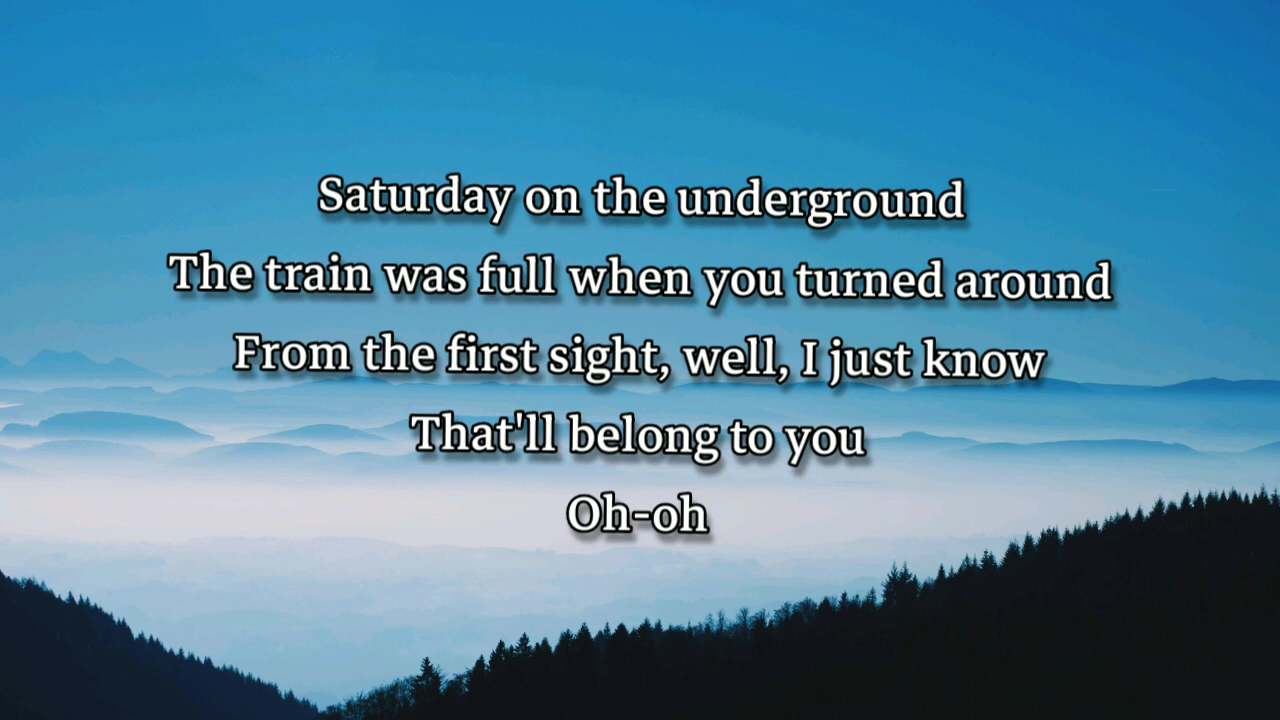 Saturday on the underground
The train was full when you turned around
From the first sight, well, I just know
That'll belong to you
Oh-oh